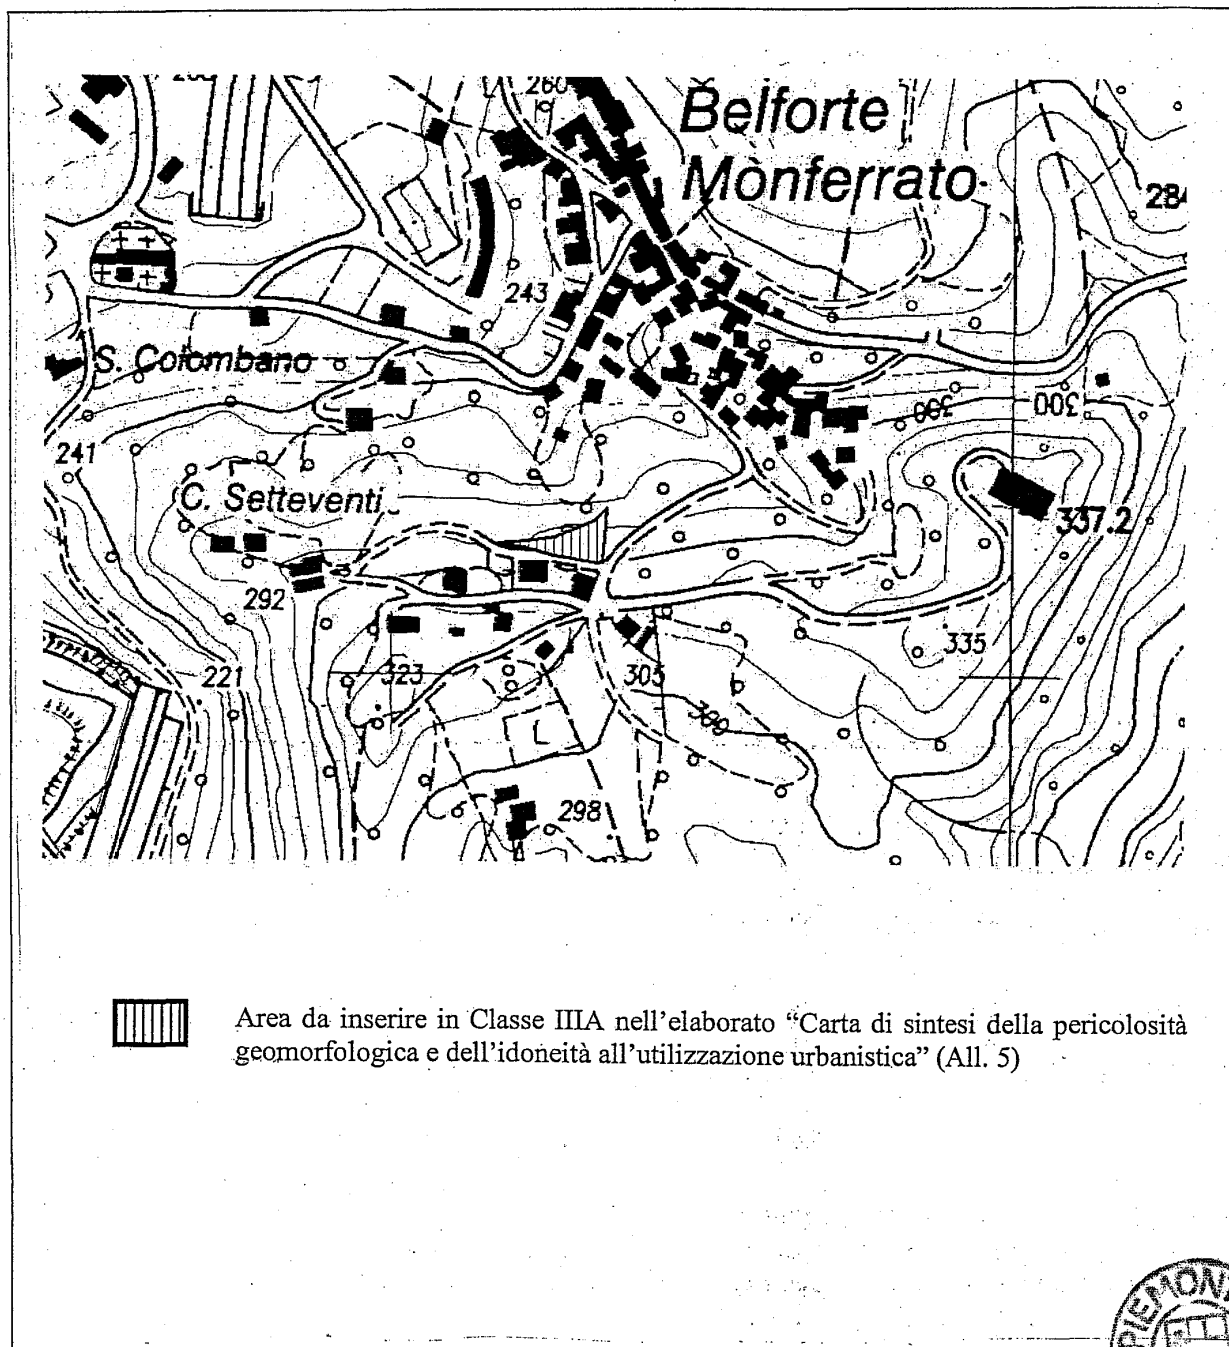 260
Belforte
Monferrato
284
243
S. Colombano
300
300
241
C. Setteventi
337.2
292
335
221
323
305
300
L
298
Area da inserire in Classe IIIA nell’elaborato “Carta di sintesi della pericolosità
geomorfologica e dell’idoneità all’utilizzazione urbanistica” (All. 5)
PIEMON